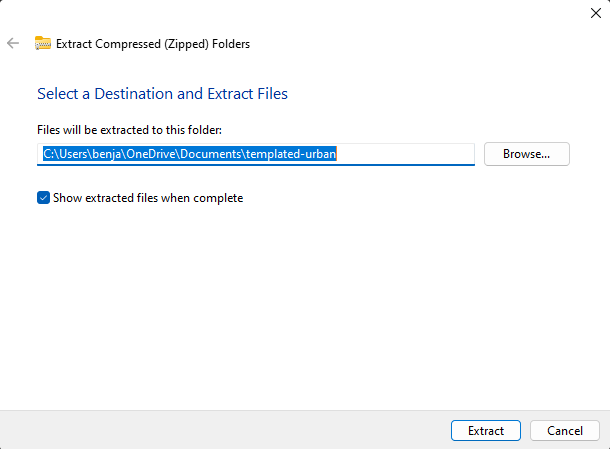 Extract Compressed (Zipped) Folders
Select a Destination and Extract Files
Files will be extracted to this folder:
C:\Users\benja\OneDrive\Documents\templated-urban
Browse...
Show extracted files when complete
Extract
Cancel